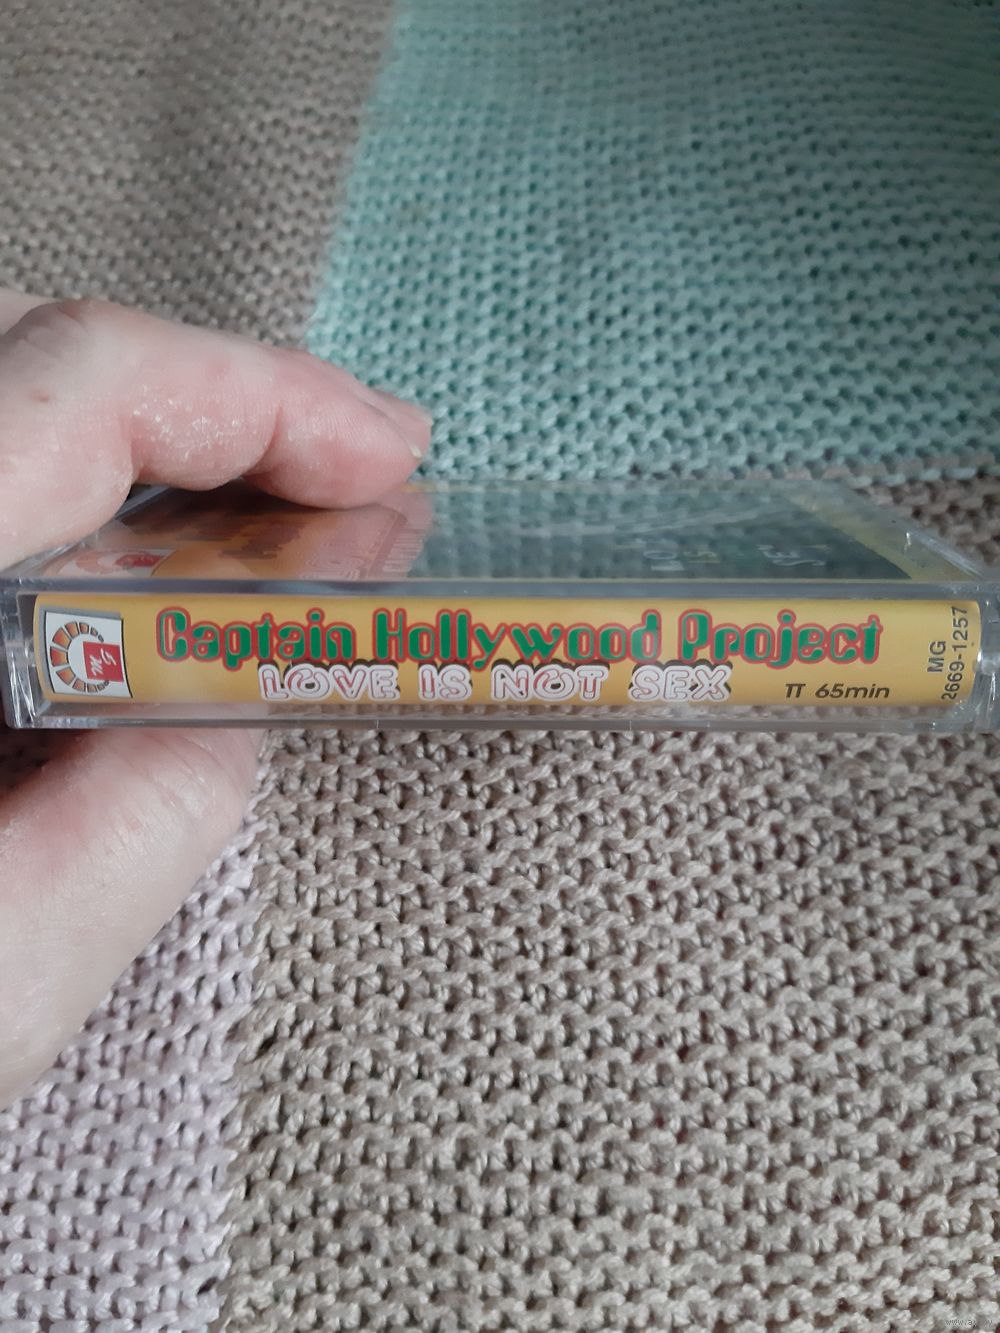 Captain Hollywood Project
LOVE IS NOT SEX
TT 65min
MG
2669-1257